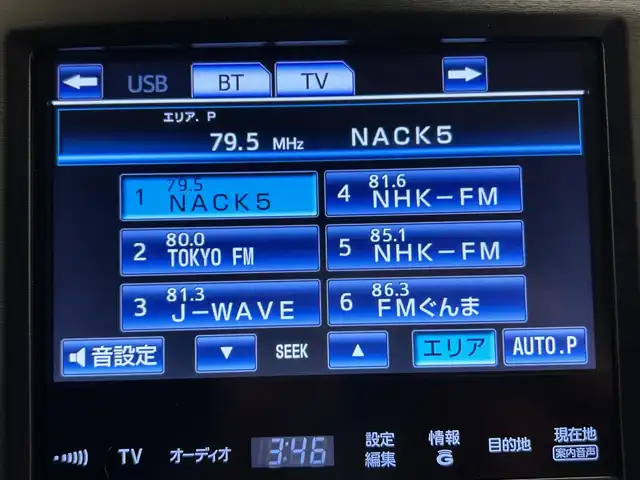 USB BT TV
エリア. P
79.5 MHz NACK5
1 79.5 NACK5
4 81.6 NHK-FM
2 80.0 TOKYO FM
5 85.1 NHK-FM
3 81.3 J-WAVE
6 86.3 FMぐんま
音設定 ▼ SEEK ▲ エリア AUTO.P
TV オーディオ 3:46 設定編集 情報G 目的地 現在地
案内音声